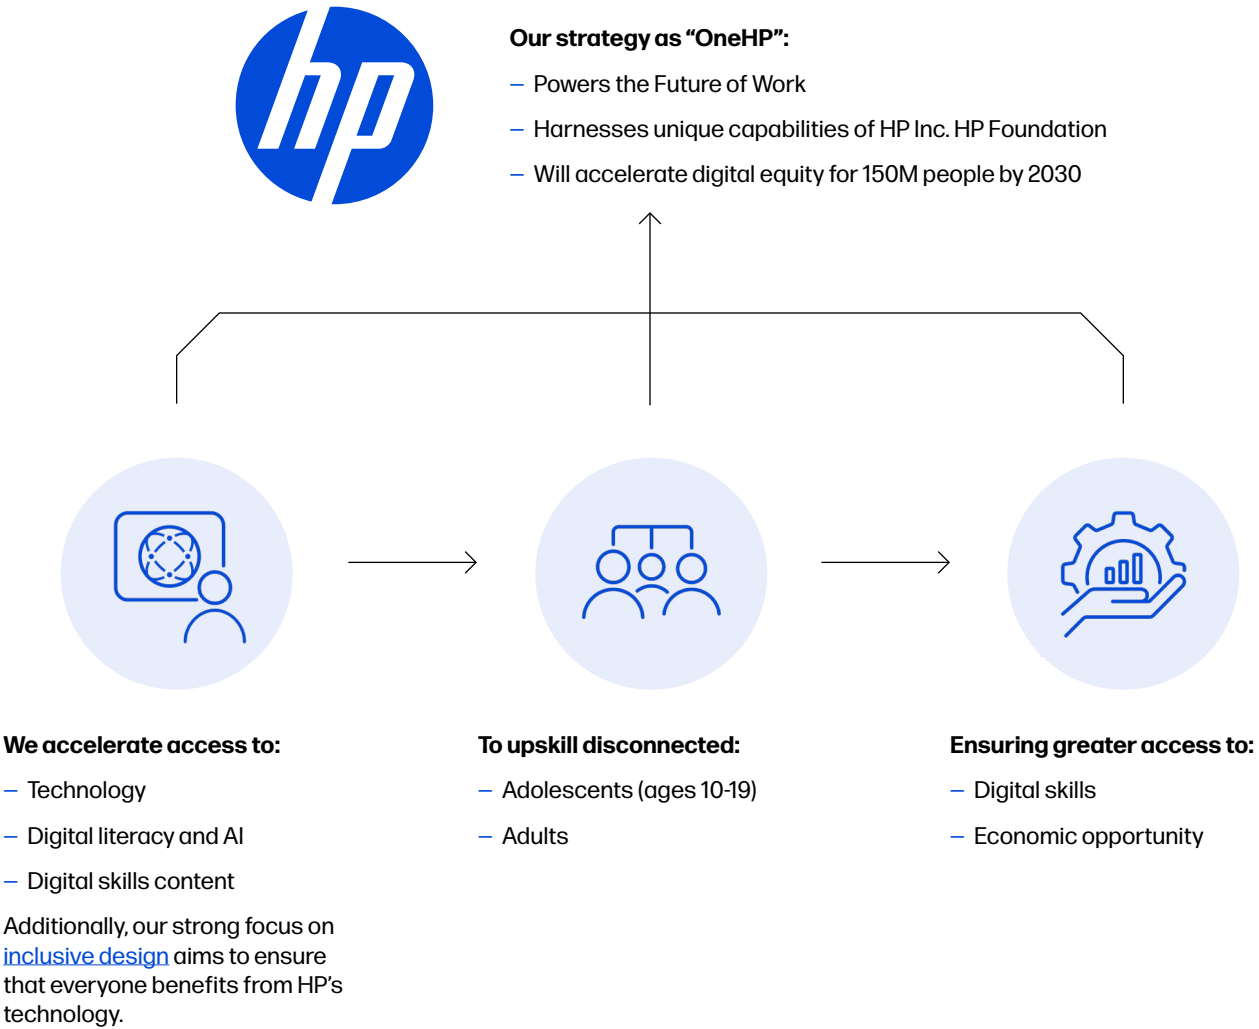 hp
Our strategy as “OneHP”:
– Powers the Future of Work
– Harnesses unique capabilities of HP Inc. HP Foundation
– Will accelerate digital equity for 150M people by 2030
We accelerate access to:
– Technology
– Digital literacy and AI
– Digital skills content
Additionally, our strong focus on
inclusive design aims to ensure
that everyone benefits from HP’s
technology.
To upskill disconnected:
– Adolescents (ages 10-19)
– Adults
Ensuring greater access to:
– Digital skills
– Economic opportunity